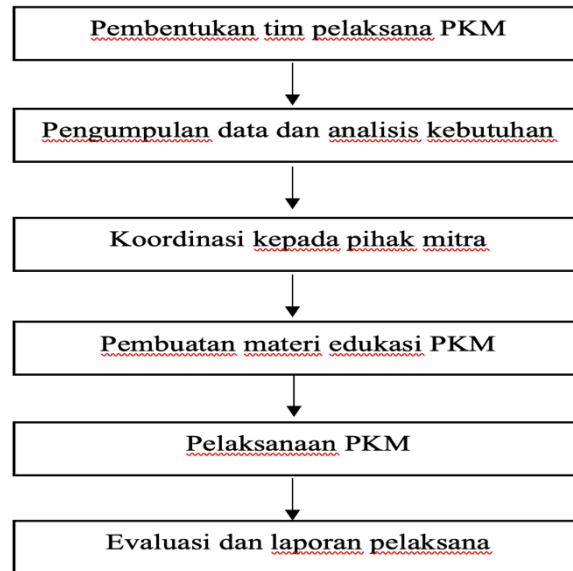 Pembentukan tim pelaksana PKM
Pengumpulan data dan analisis kebutuhan
Koordinasi kepada pihak mitra
Pembuatan materi edukasi PKM
Pelaksanaan PKM
Evaluasi dan laporan pelaksana